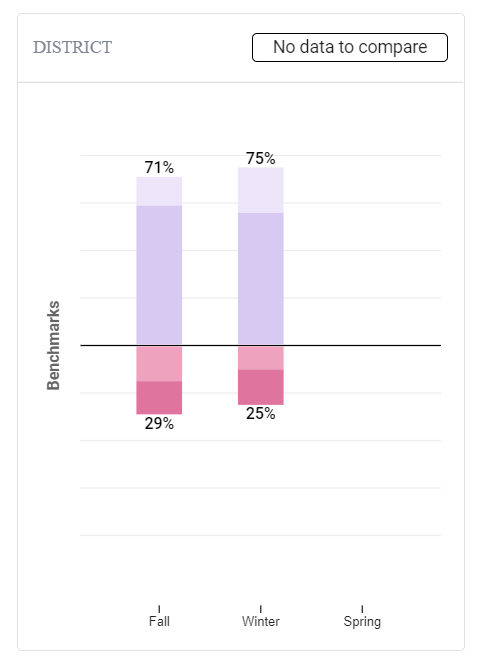 DISTRICT
No data to compare
71%
75%
Benchmarks
29%
25%
Fall
Winter
Spring